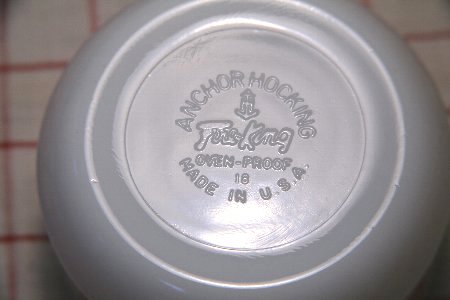 ANCHOR HOCKING
Fire King
OVEN-PROOF
18
MADE IN U.S.A.